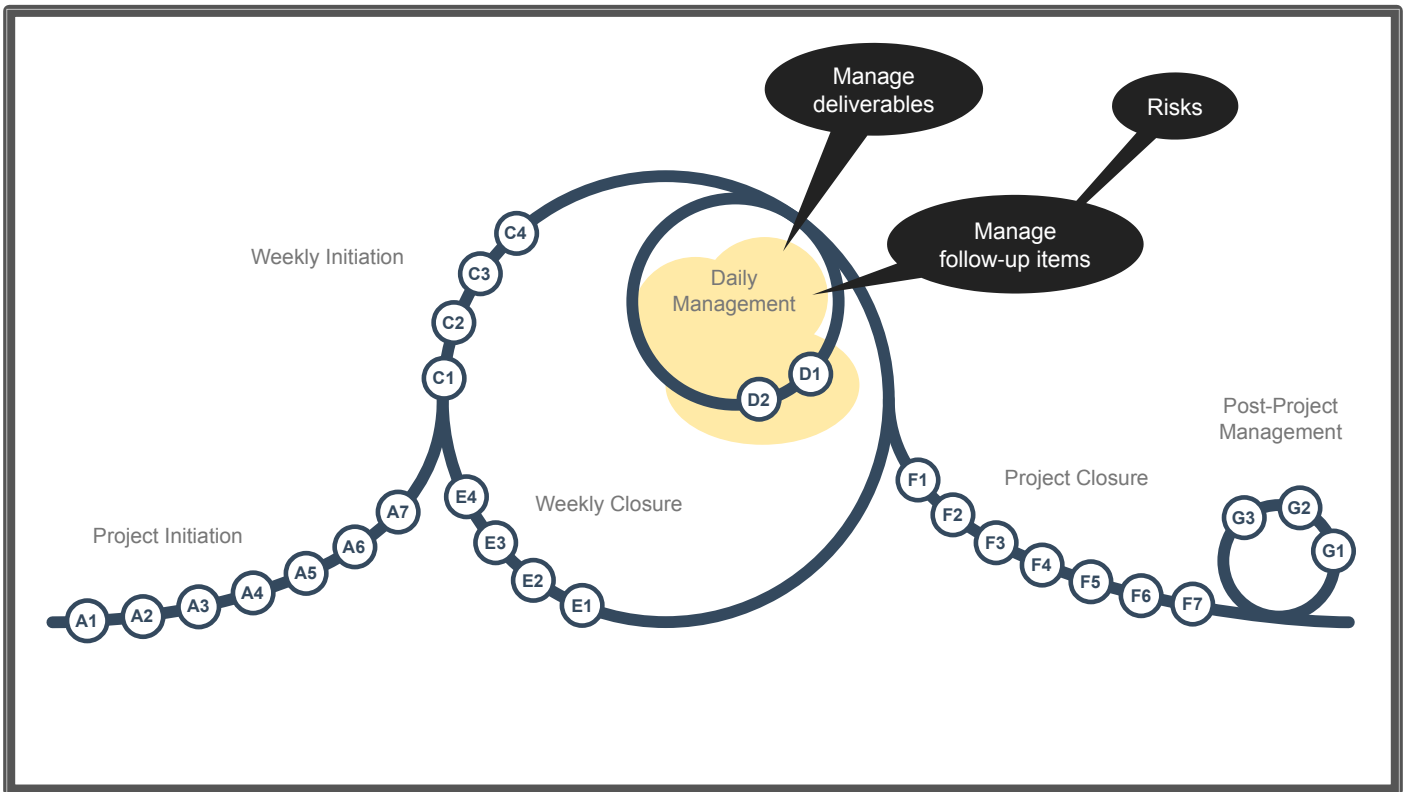 Manage
deliverables
Risks
Manage
follow-up items
Weekly Initiation
C4
C3
C2
C1
Daily
Management
D1
D2
Post-Project
Management
Project Closure
Weekly Closure
Project Initiation
A1
A2
A3
A4
A5
A6
A7
E4
E3
E2
E1
F1
F2
F3
F4
F5
F6
F7
G3
G2
G1